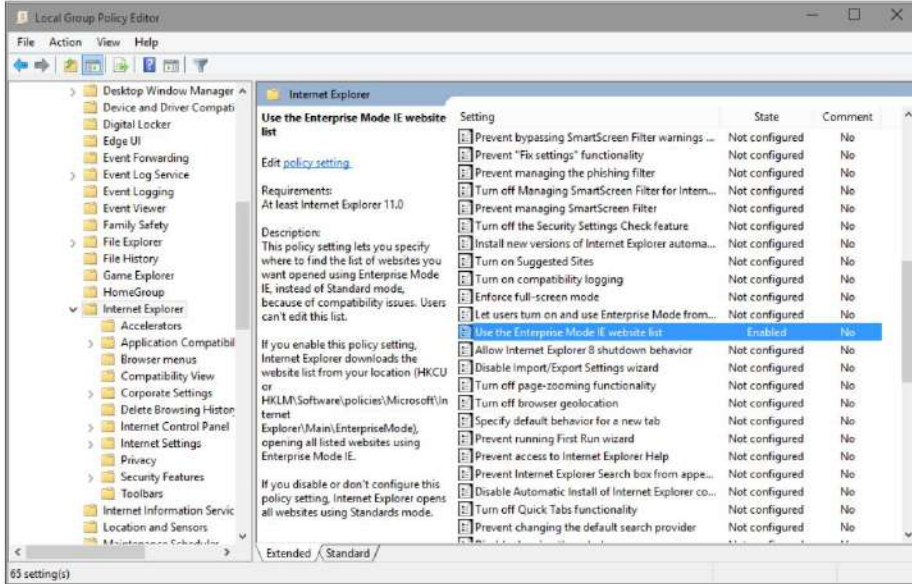 Local Group Policy Editor
File Action View Help
Desktop Window Manager
Device and Driver Compati
Digital Locker
Edge UI
Event Forwarding
Event Log Service
Event Logging
Event Viewer
Family Safety
File Explorer
File History
Game Explorer
HomeGroup
Internet Explorer
Accelerators
Application Compatibil
Browser menus
Compatibility View
Corporate Settings
Delete Browsing History
Internet Control Panel
Internet Settings
Privacy
Security Features
Toolbars
Internet Information Servic
Location and Sensors
Internet Explorer
Use the Enterprise Mode IE website
list
Edit policy setting
Requirements:
At least Internet Explorer 11.0
Description:
This policy setting lets you specify
where to find the list of websites you
want opened using Enterprise Mode
IE, instead of Standard mode,
because of compatibility issues. Users
can't edit this list.
If you enable this policy setting,
Internet Explorer downloads the
website list from your location (HKCU
or
HKLM\Software\policies\Microsoft\In
ternet
Explorer\Main\EnterpriseMode),
opening all listed websites using
Enterprise Mode IE.
If you disable or don't configure this
policy setting, Internet Explorer opens
all websites using Standards mode.
Setting State Comment
Prevent bypassing SmartScreen Filter warnings ... Not configured No
Prevent "Fix settings" functionality Not configured No
Prevent managing the phishing filter Not configured No
Turn off Managing SmartScreen Filter for Intern... Not configured No
Prevent managing SmartScreen Filter Not configured No
Turn off the Security Settings Check feature Not configured No
Install new versions of Internet Explorer automa... Not configured No
Turn on Suggested Sites Not configured No
Turn on compatibility logging Not configured No
Enforce full-screen mode Not configured No
Let users turn on and use Enterprise Mode from... Not configured No
Use the Enterprise Mode IE website list Enabled No
Allow Internet Explorer 8 shutdown behavior Not configured No
Disable Import/Export Settings wizard Not configured No
Turn off page-zooming functionality Not configured No
Turn off browser geolocation Not configured No
Specify default behavior for a new tab Not configured No
Prevent running First Run wizard Not configured No
Prevent access to Internet Explorer Help Not configured No
Prevent Internet Explorer Search box from appe... Not configured No
Disable Automatic Install of Internet Explorer co... Not configured No
Turn off Quick Tabs functionality Not configured No
Prevent changing the default search provider Not configured No
Extended Standard
65 setting(s)